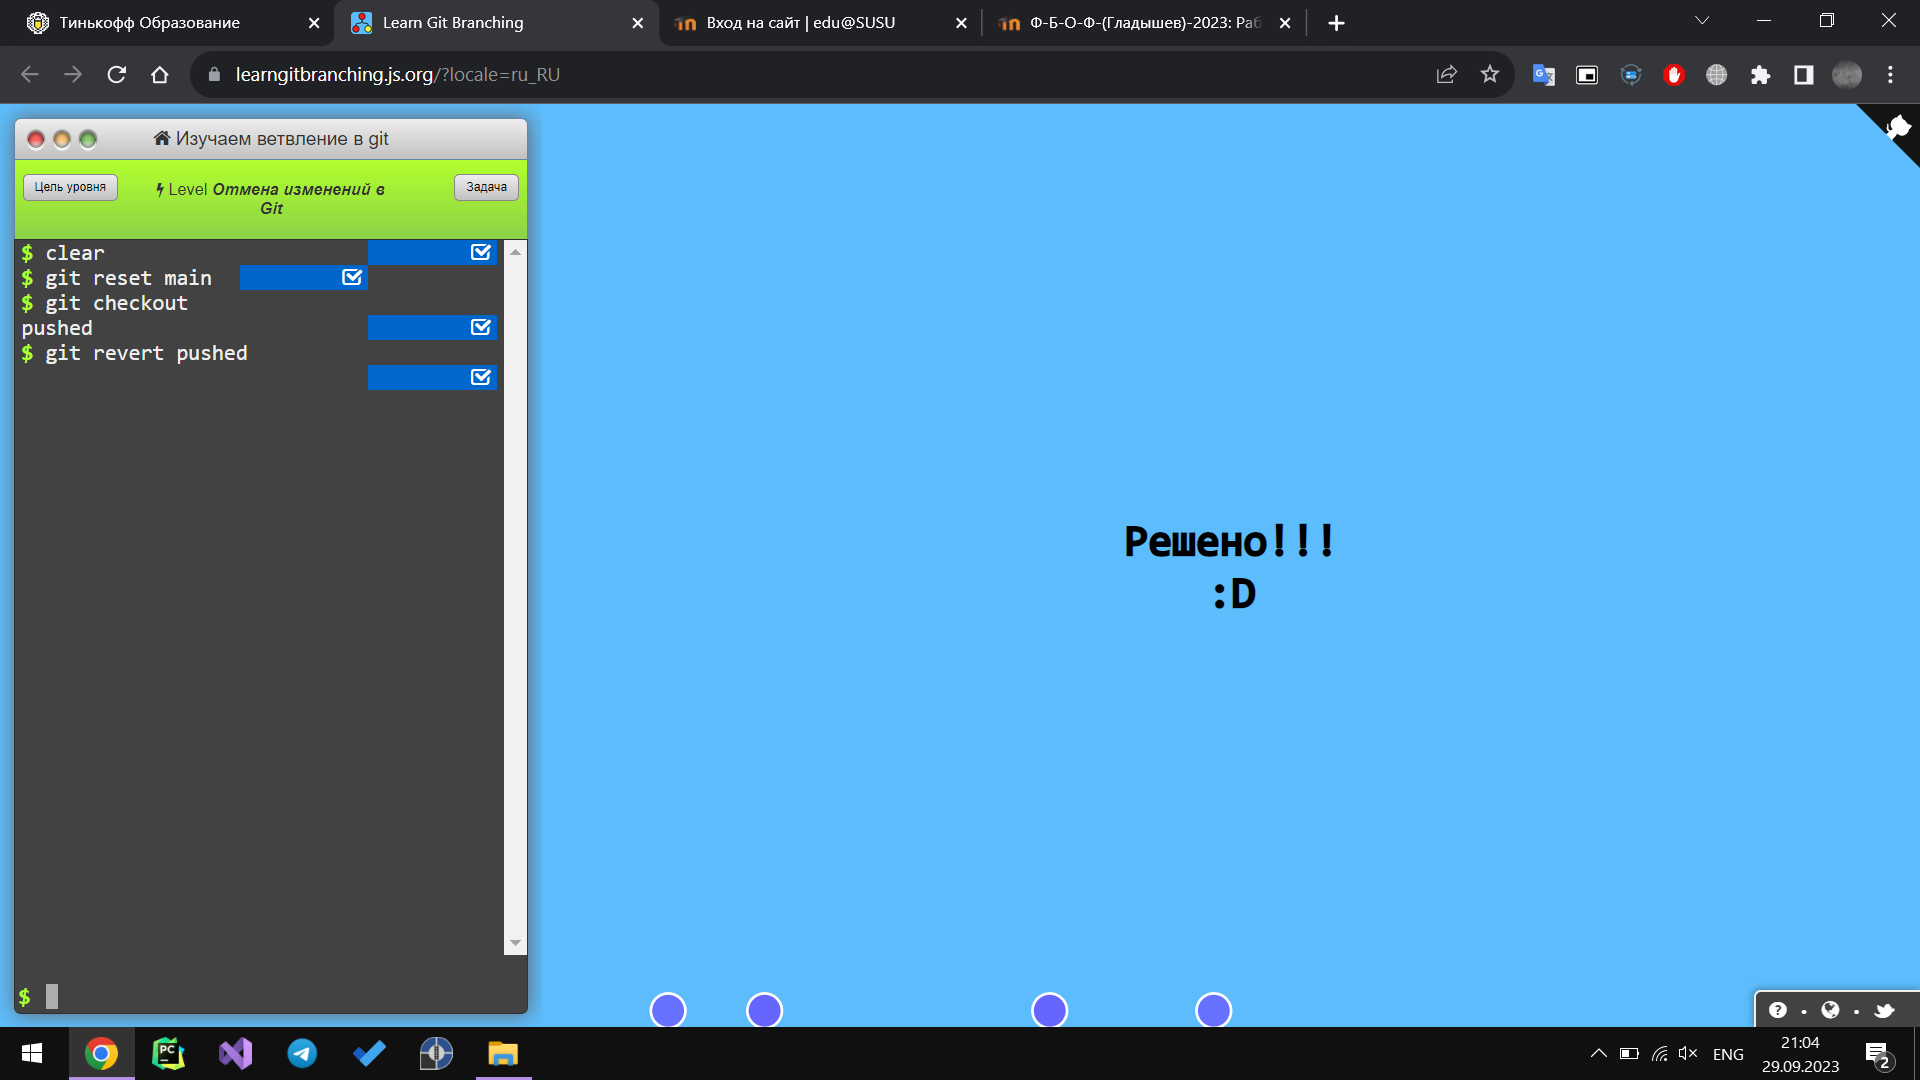 Тинькофф Образование
Learn Git Branching
Вход на сайт | edu@SUSU
Ф-Б-О-Ф-(Гладышев)-2023: Раб
learngitbranching.js.org/?locale=ru_RU
Изучаем ветвление в git
Цель уровня
Level Отмена изменений в
Git
Задача
$ clear
$ git reset main
$ git checkout
pushed
$ git revert pushed
$
Решено!!!
:D
PC
ENG
21:04
29.09.2023
2